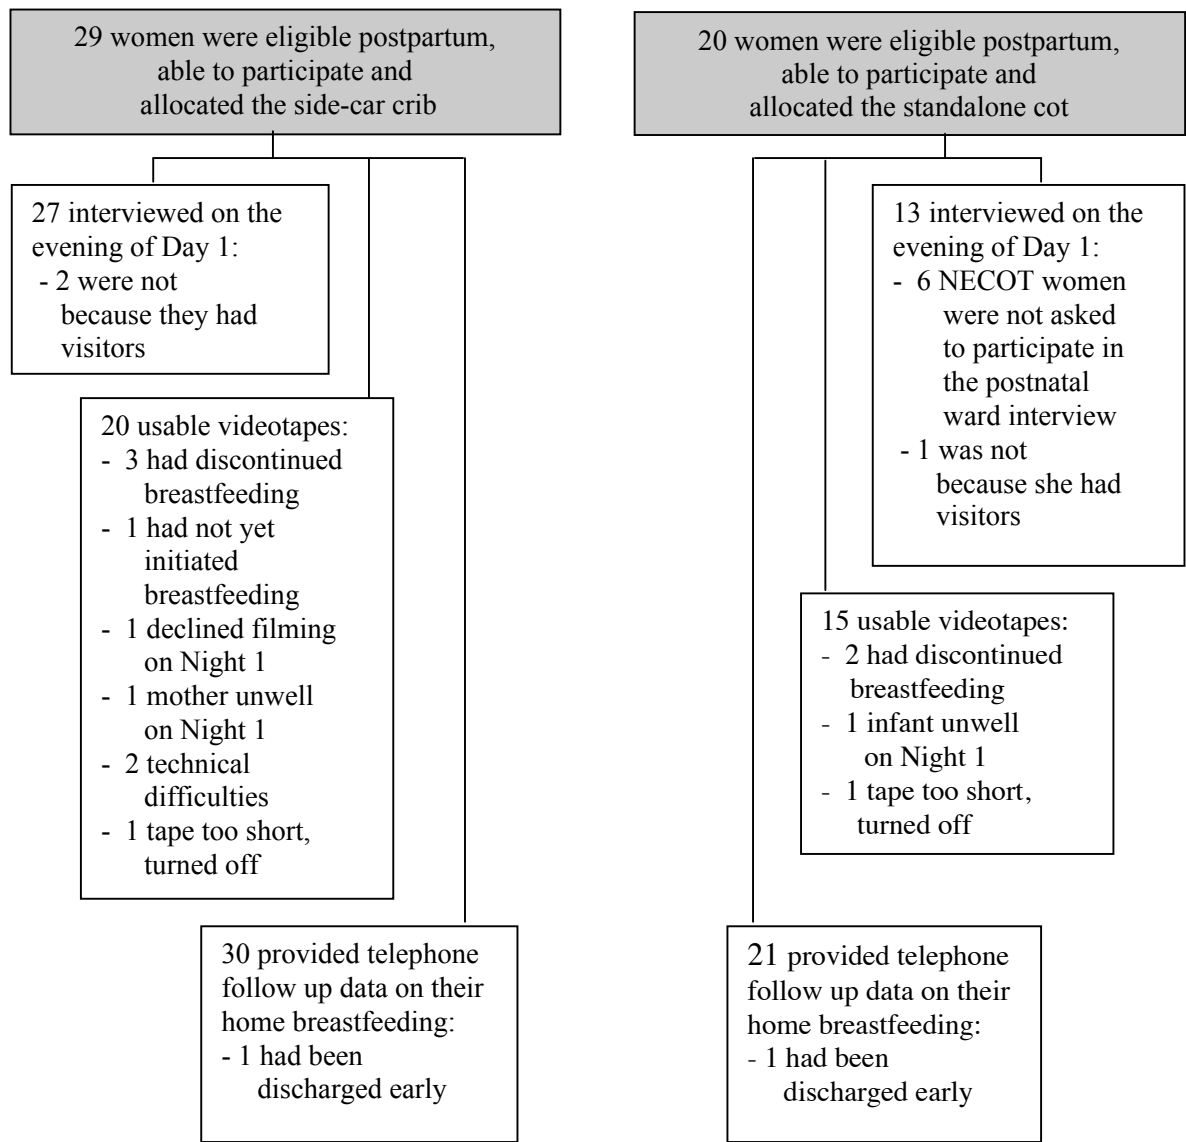 29 women were eligible postpartum,
able to participate and
allocated the side-car crib
27 interviewed on the
evening of Day 1:
- 2 were not
because they had
visitors
20 usable videotapes:
- 3 had discontinued
breastfeeding
- 1 had not yet
initiated
breastfeeding
- 1 declined filming
on Night 1
- 1 mother unwell
on Night 1
- 2 technical
difficulties
- 1 tape too short,
turned off
30 provided telephone
follow up data on their
home breastfeeding:
- 1 had been
discharged early
20 women were eligible postpartum,
able to participate and
allocated the standalone cot
13 interviewed on the
evening of Day 1:
- 6 NECOT women
were not asked
to participate in
the postnatal
ward interview
- 1 was not
because she had
visitors
15 usable videotapes:
- 2 had discontinued
breastfeeding
- 1 infant unwell
on Night 1
- 1 tape too short,
turned off
21 provided telephone
follow up data on their
home breastfeeding:
- 1 had been
discharged early